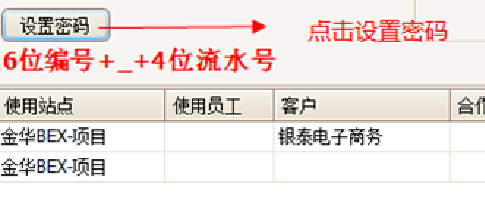 设置密码
点击设置密码
6位编号+_+4位流水号
使用站点 使用员工 客户 合作
金华BEX-项目 银泰电子商务
金华BEX-项目